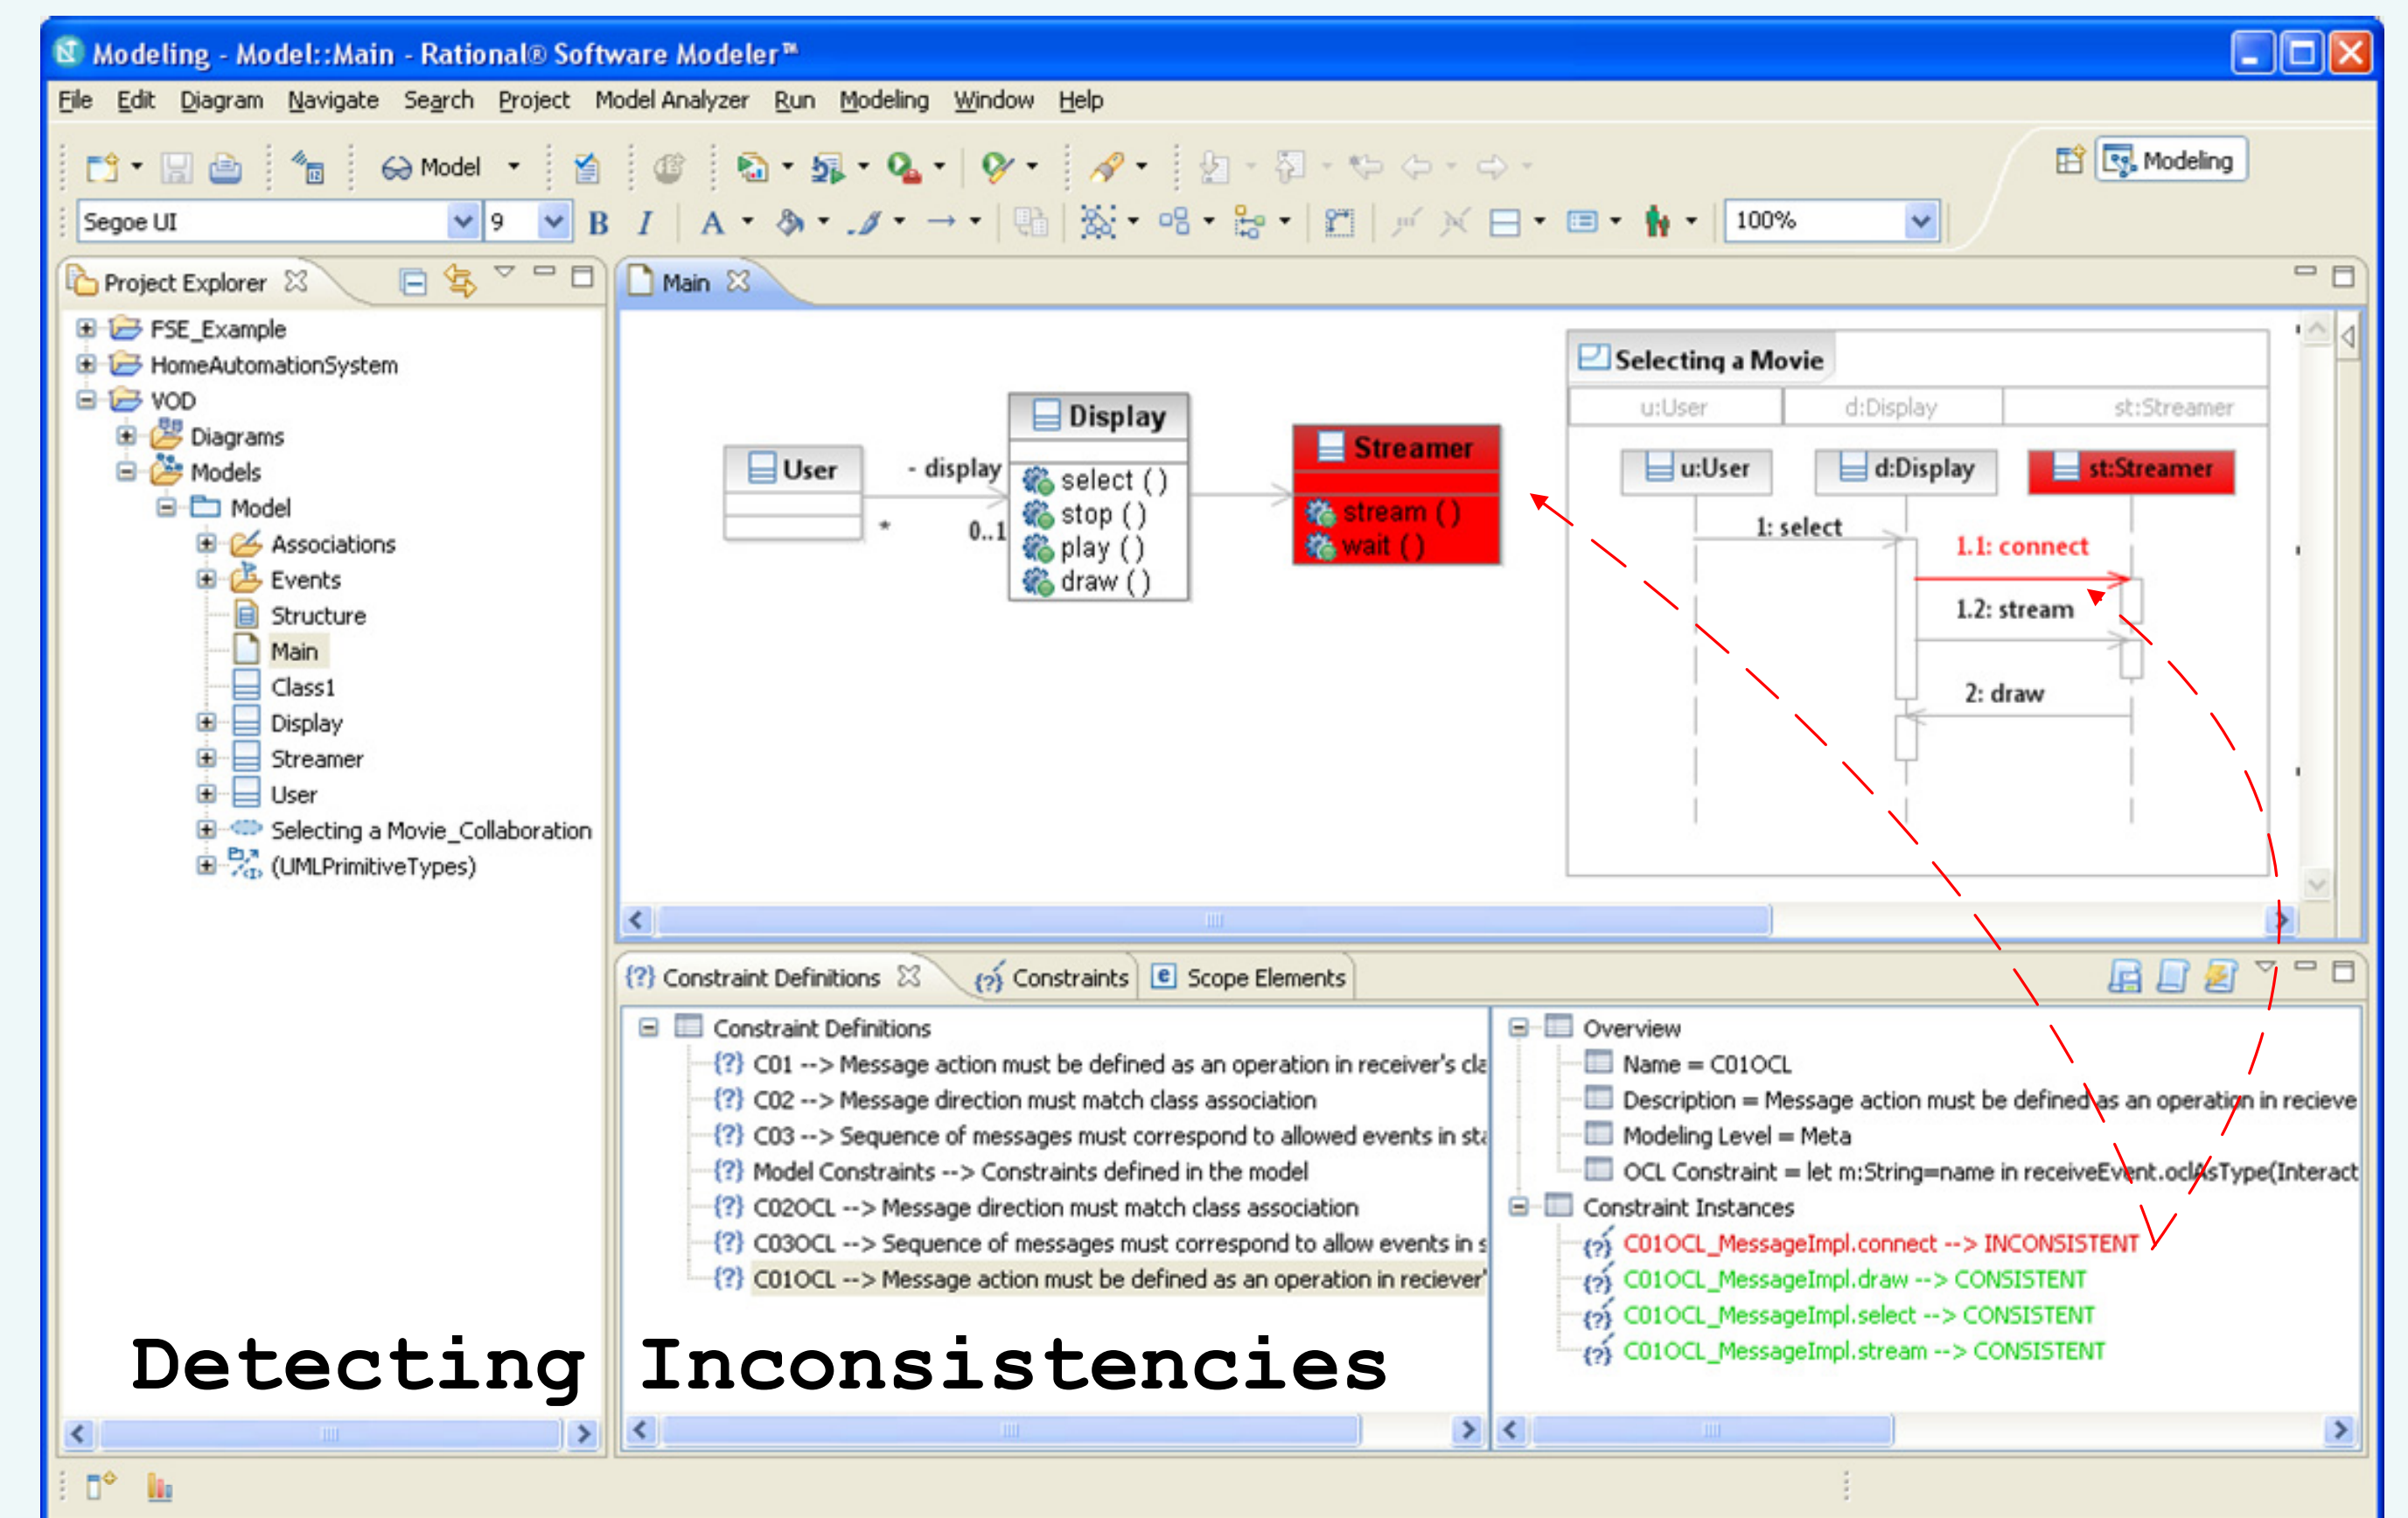 Modeling - Model::Main - Rational® Software Modeler™
File Edit Diagram Navigate Search Project Model Analyzer Run Modeling Window Help
Model
Modeling
Segoe UI 9 B I A 100%
Project Explorer
FSE_Example
HomeAutomationSystem
VOD
Diagrams
Models
Model
Associations
Events
Structure
Main
Class1
Display
Streamer
User
Selecting a Movie_Collaboration
(UMLPrimitiveTypes)
Main
User
- display
*
0..1
Display
select ( )
stop ( )
play ( )
draw ( )
Streamer
stream ( )
wait ( )
Selecting a Movie
u:User d:Display st:Streamer
u:User d:Display st:Streamer
1: select
1.1: connect
1.2: stream
2: draw
{?} Constraint Definitions {?} Constraints e Scope Elements
Constraint Definitions
{?} C01 --> Message action must be defined as an operation in receiver's cla
{?} C02 --> Message direction must match class association
{?} C03 --> Sequence of messages must correspond to allowed events in sta
{?} Model Constraints --> Constraints defined in the model
{?} C02OCL --> Message direction must match class association
{?} C03OCL --> Sequence of messages must correspond to allow events in s
{?} C01OCL --> Message action must be defined as an operation in reciever'
Overview
Name = C01OCL
Description = Message action must be defined as an operation in recieve
Modeling Level = Meta
OCL Constraint = let m:String=name in receiveEvent.oclAsType(Interact
Constraint Instances
{?} C01OCL_MessageImpl.connect --> INCONSISTENT
{?} C01OCL_MessageImpl.draw --> CONSISTENT
{?} C01OCL_MessageImpl.select --> CONSISTENT
{?} C01OCL_MessageImpl.stream --> CONSISTENT
Detecting Inconsistencies